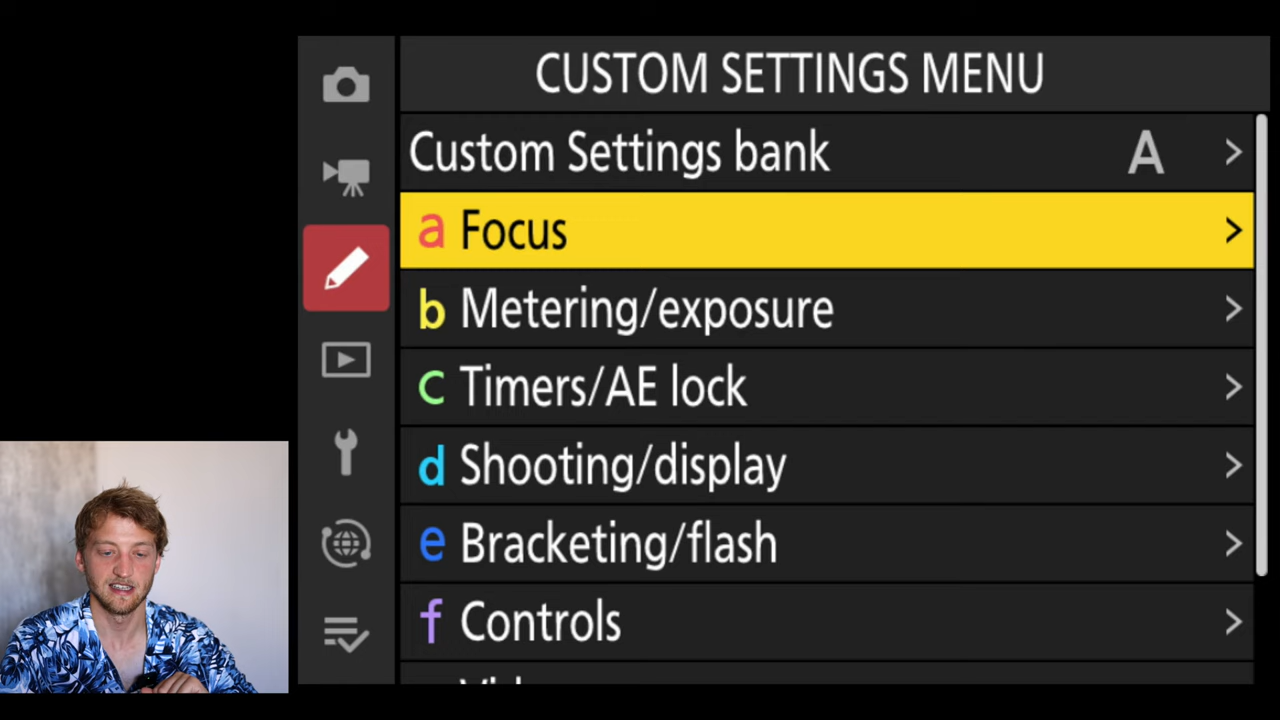 CUSTOM SETTINGS MENU
Custom Settings bank A >
a Focus >
b Metering/exposure >
c Timers/AE lock >
d Shooting/display >
e Bracketing/flash >
f Controls >